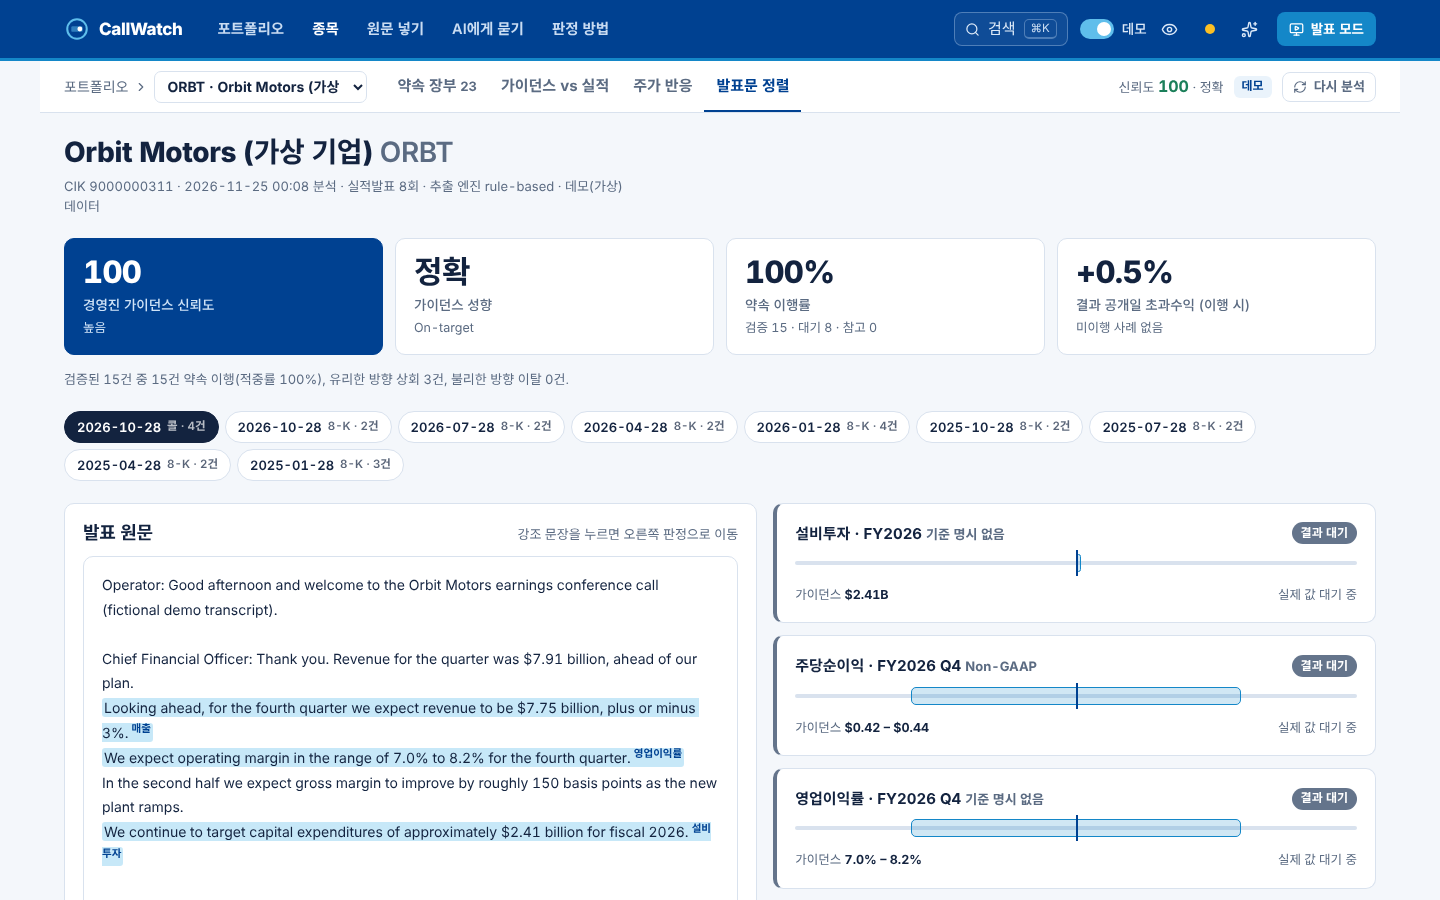 CallWatch 포트폴리오 종목 원문 넣기 AI에게 묻기 판정 방법 검색 ⌘K 데모 발표 모드
포트폴리오 › ORBT · Orbit Motors (가상 약속 장부 23 가이던스 vs 실적 주가 반응 발표문 정렬 신뢰도 100 · 정확 데모 다시 분석
Orbit Motors (가상 기업) ORBT
CIK 9000000311 · 2026-11-25 00:08 분석 · 실적발표 8회 · 추출 엔진 rule-based · 데모(가상)
데이터
100
경영진 가이던스 신뢰도
높음
정확
가이던스 성향
On-target
100%
약속 이행률
검증 15 · 대기 8 · 참고 0
+0.5%
결과 공개일 초과수익 (이행 시)
미이행 사례 없음
검증된 15건 중 15건 약속 이행(적중률 100%), 유리한 방향 상회 3건, 불리한 방향 이탈 0건.
2026-10-28 콜 · 4건 2026-10-28 8-K · 2건 2026-07-28 8-K · 2건 2026-04-28 8-K · 2건 2026-01-28 8-K · 4건 2025-10-28 8-K · 2건 2025-07-28 8-K · 2건
2025-04-28 8-K · 2건 2025-01-28 8-K · 3건
발표 원문 강조 문장을 누르면 오른쪽 판정으로 이동
Operator: Good afternoon and welcome to the Orbit Motors earnings conference call
(fictional demo transcript).
Chief Financial Officer: Thank you. Revenue for the quarter was $7.91 billion, ahead of our
plan.
Looking ahead, for the fourth quarter we expect revenue to be $7.75 billion, plus or minus
3%. 매출
We expect operating margin in the range of 7.0% to 8.2% for the fourth quarter. 영업이익률
In the second half we expect gross margin to improve by roughly 150 basis points as the new
plant ramps.
We continue to target capital expenditures of approximately $2.41 billion for fiscal 2026. 설비
투자
설비투자 · FY2026 기준 명시 없음 결과 대기
가이던스 $2.41B 실제 값 대기 중
주당순이익 · FY2026 Q4 Non-GAAP 결과 대기
가이던스 $0.42 – $0.44 실제 값 대기 중
영업이익률 · FY2026 Q4 기준 명시 없음 결과 대기
가이던스 7.0% – 8.2% 실제 값 대기 중